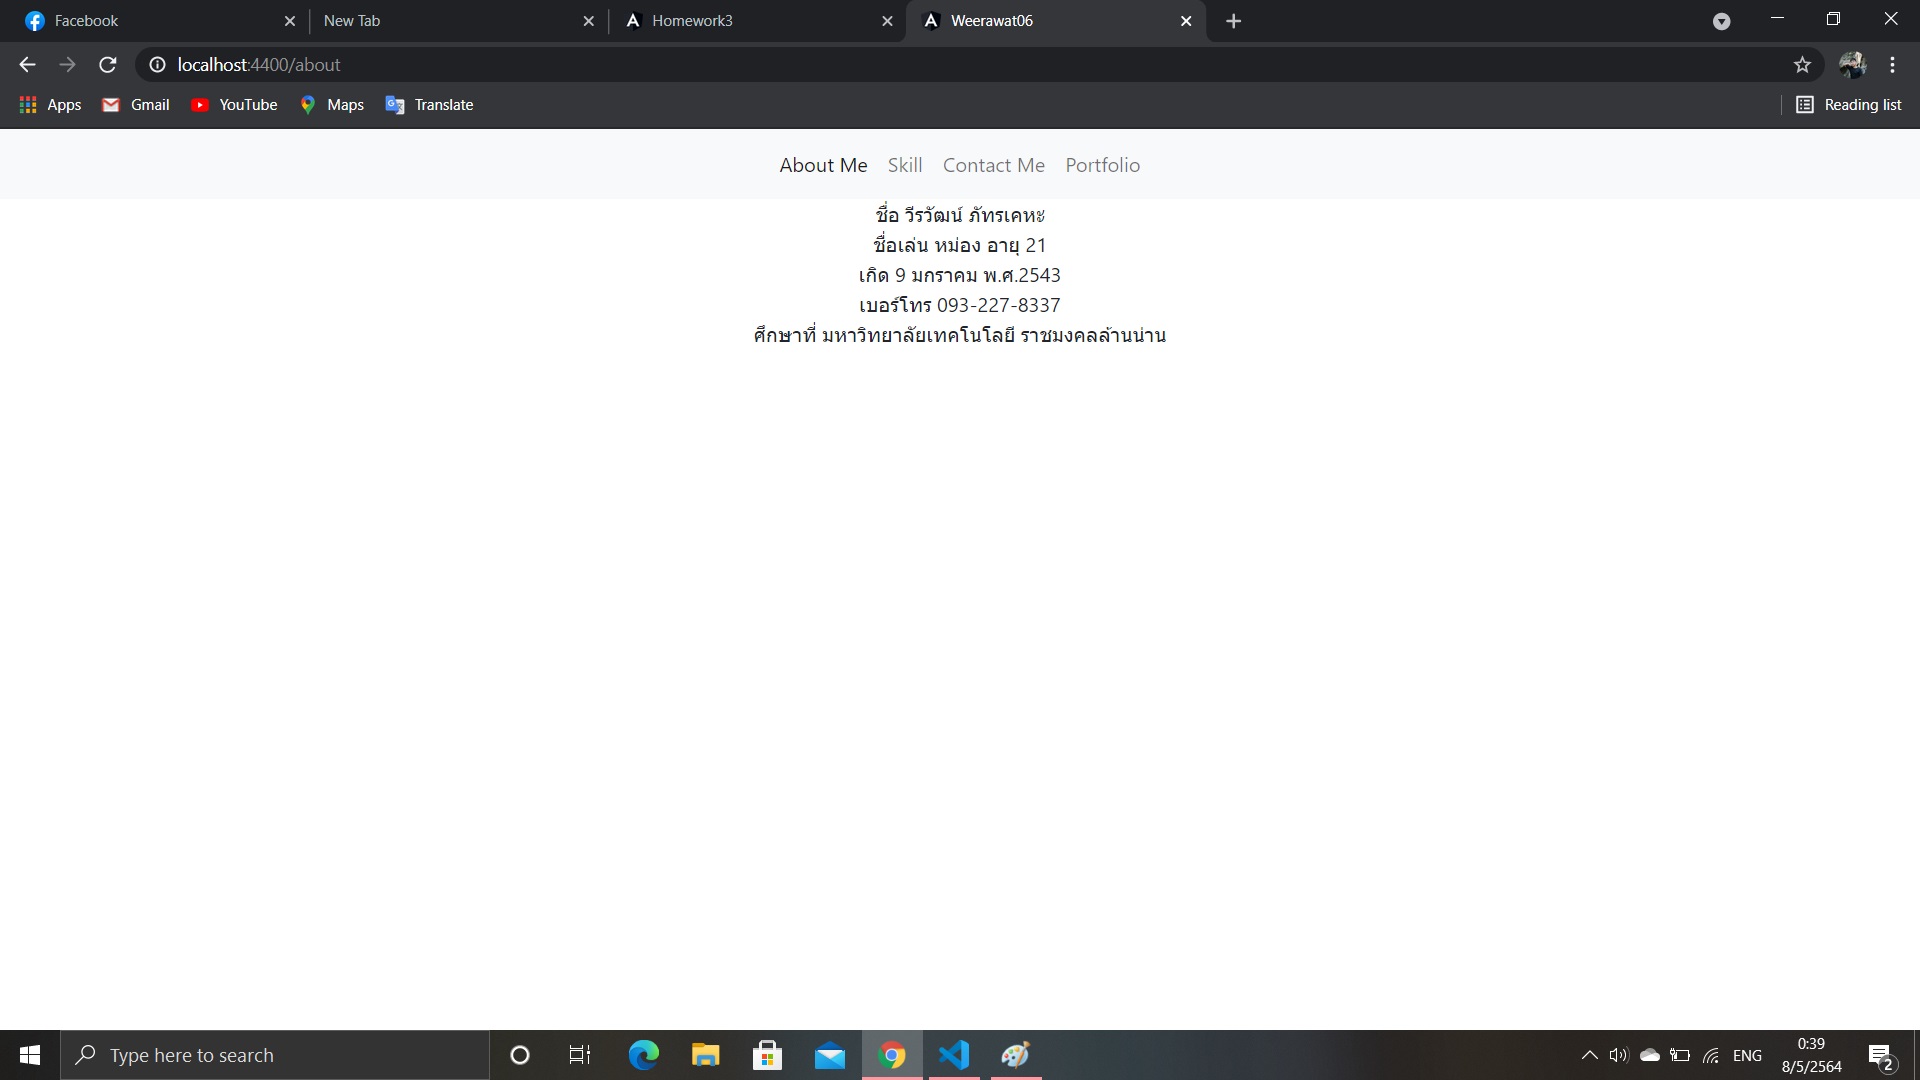 Facebook
New Tab
Homework3
Weerawat06
localhost:4400/about
Apps
Gmail
YouTube
Maps
Translate
Reading list
About Me Skill Contact Me Portfolio
ชื่อ วีรวัฒน์ ภัทรเคหะ
ชื่อเล่น หม่อง อายุ 21
เกิด 9 มกราคม พ.ศ.2543
เบอร์โทร 093-227-8337
ศึกษาที่ มหาวิทยาลัยเทคโนโลยี ราชมงคลล้านน่าน
Type here to search
ENG
0:39
8/5/2564
2